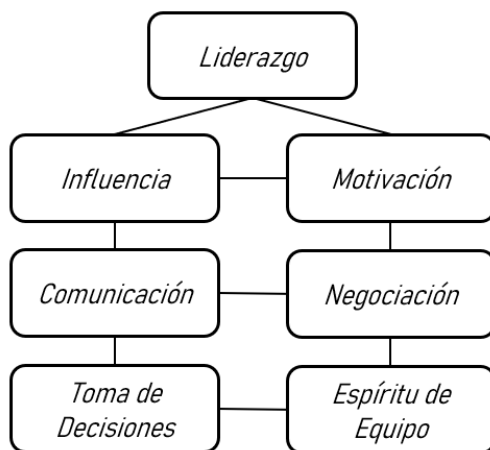 Liderazgo
Influencia
Motivación
Comunicación
Negociación
Toma de
Decisiones
Espíritu de
Equipo